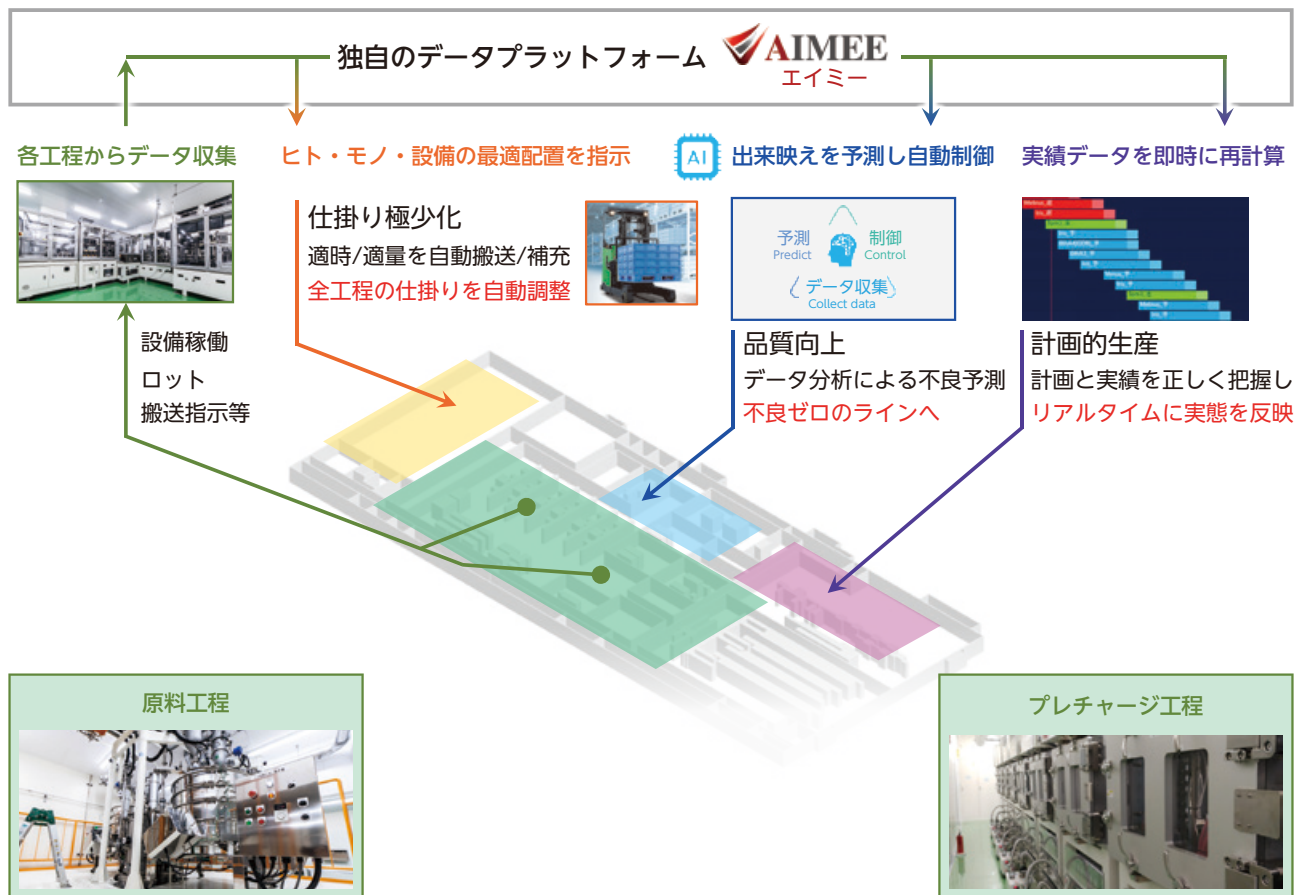 独自のデータプラットフォーム AIMEE
エイミー
各工程からデータ収集
ヒト・モノ・設備の最適配置を指示
AI 出来映えを予測し自動制御
実績データを即時に再計算
仕掛り極少化
適時/適量を自動搬送/補充
全工程の仕掛りを自動調整
予測
Predict
制御
Control
データ収集
Collect data
設備稼働
ロット
搬送指示等
品質向上
データ分析による不良予測
不良ゼロのラインへ
計画的生産
計画と実績を正しく把握し
リアルタイムに実態を反映
原料工程
プレチャージ工程